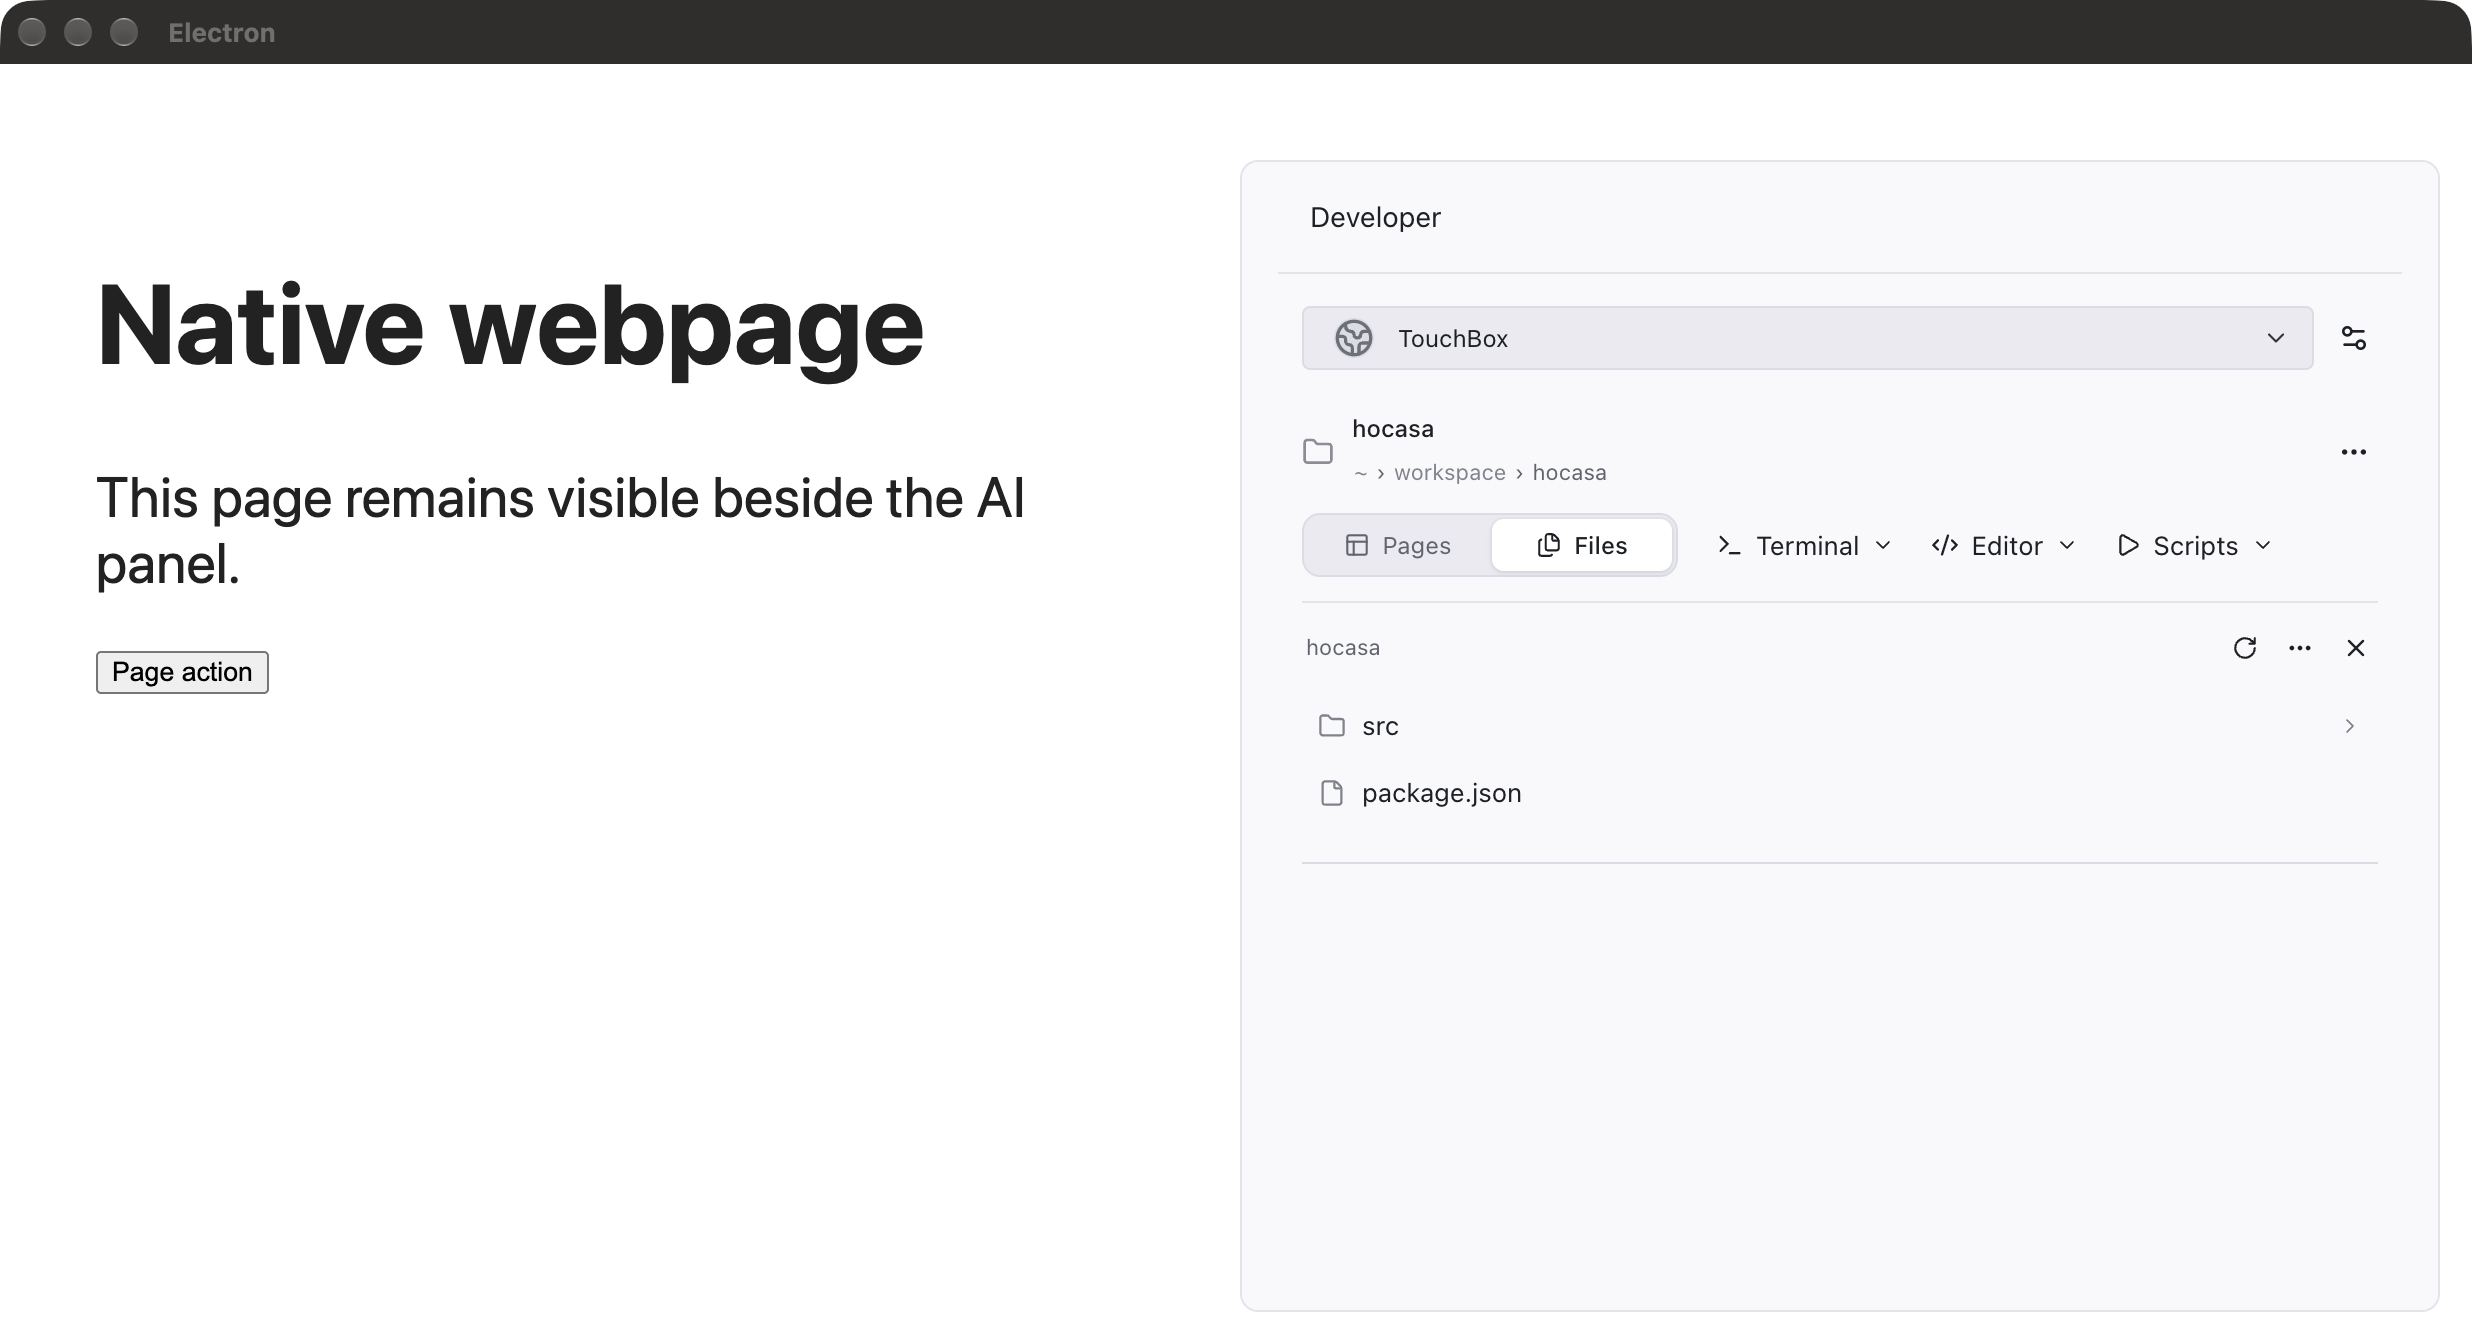 Electron
Native webpage
This page remains visible beside the AI
panel.
Page action
Developer
TouchBox
hocasa
~ › workspace › hocasa
Pages Files Terminal Editor Scripts
hocasa
src
package.json